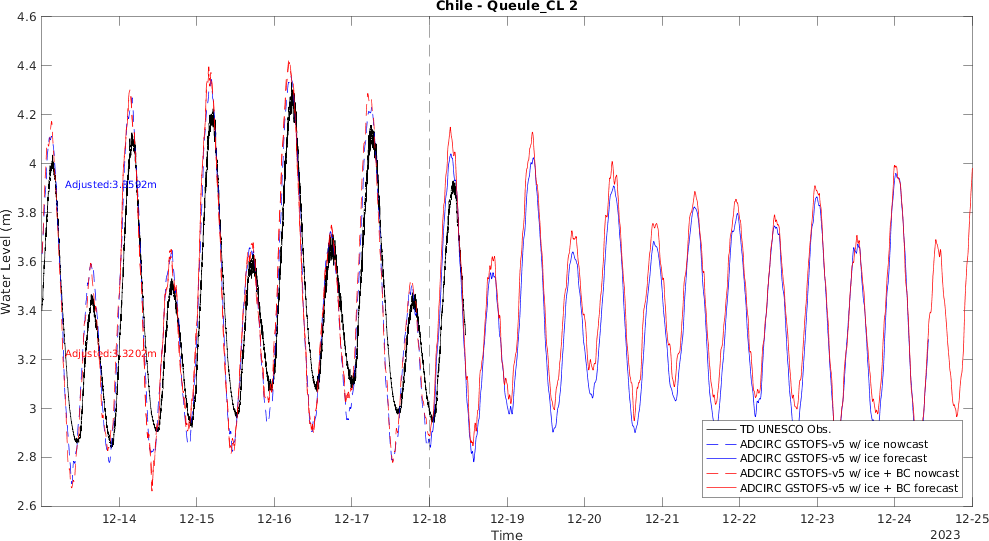 Chile - Queule_CL 2
4.6
4.4
4.2
4
3.8
3.6
3.4
3.2
3
2.8
2.6
Water Level (m)
Adjusted:3.3592m
Adjusted:3.3202m
TD UNESCO Obs.
ADCIRC GSTOFS-v5 w/ ice nowcast
ADCIRC GSTOFS-v5 w/ ice forecast
ADCIRC GSTOFS-v5 w/ ice + BC nowcast
ADCIRC GSTOFS-v5 w/ ice + BC forecast
12-14 12-15 12-16 12-17 12-18 12-19 12-20 12-21 12-22 12-23 12-24 12-25
Time
2023